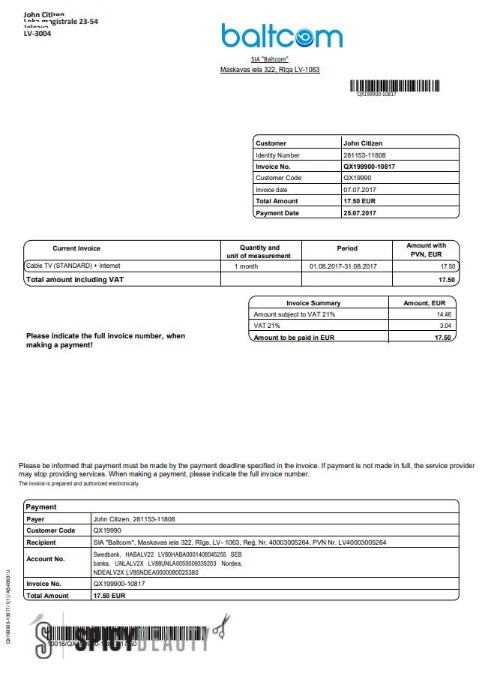 John Citizen
magistrale 23-54
LV-3004
baltcom
SIA "Baltcom"
Maskavas iela 322, Rīga LV-1063
QX199900-10817
Customer John Citizen
Identity Number 281153-11808
Invoice No. QX199900-10817
Customer Code QX19990
Invoice date 07.07.2017
Total Amount 17.50 EUR
Payment Date 25.07.2017
Current Invoice Quantity and unit of measurement Period Amount with PVN, EUR
Cable TV (STANDARD) + internet 1 month 01.08.2017-31.08.2017 17.50
Total amount including VAT 17.50
Invoice Summary Amount, EUR
Amount subject to VAT 21% 14.46
VAT 21% 3.04
Amount to be paid in EUR 17.50
Please indicate the full invoice number, when
making a payment!
Please be informed that payment must be made by the payment deadline specified in the invoice. If payment is not made in full, the service provider
may stop providing services. When making a payment, please indicate the full invoice number.
The invoice is prepared and authorized electronically.
Payment
Payer John Citizen, 281153-11808
Customer Code QX19990
Recipient SIA "Baltcom", Maskavas iela 322, Rīga, LV- 1063, Reģ. Nr. 40003005264, PVN Nr. LV40003005264
Account No. Swedbank, HABALV22 LV80HABA0001408045255 SEB
banka, UNLALV2X LV88UNLA0050009339203 Nordea,
NDEALV2X LV85NDEA0000080025380
Invoice No. QX199900-10817
Total Amount 17.50 EUR
SPICY BEAUTY